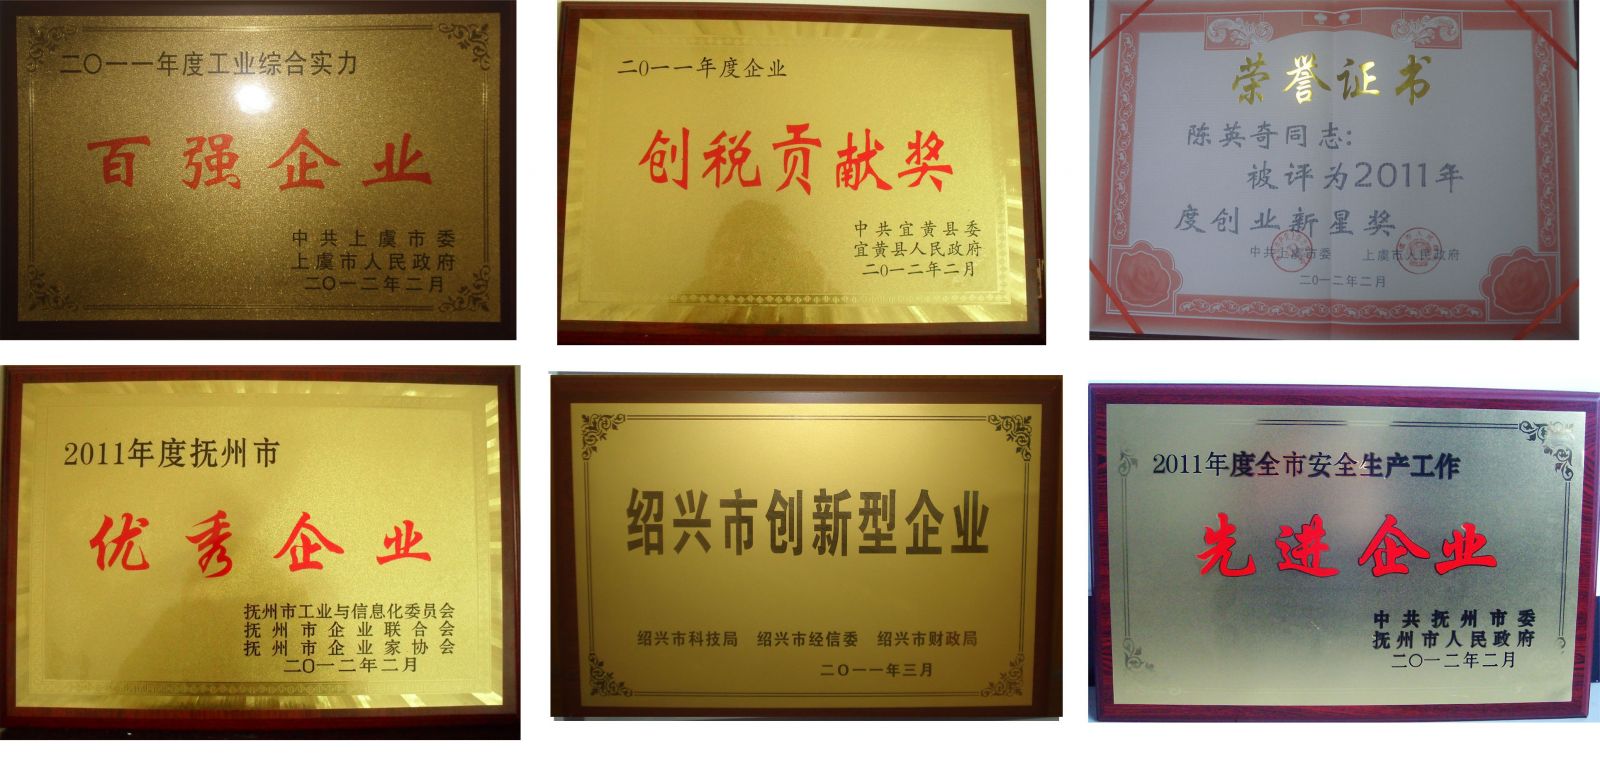 二〇一一年度工业综合实力
百强企业
中共上虞市委
上虞市人民政府
二〇一二年二月
二〇一一年度企业
创税贡献奖
中共宜黄县委
宜黄县人民政府
二〇一二年二月
荣誉证书
陈英奇同志:
被评为2011年
度创业新星奖
中共上虞市委 上虞市人民政府
二〇一二年二月
2011年度抚州市
优秀企业
抚州市工业与信息化委员会
抚州市企业联合会
抚州市企业家协会
二〇一二年二月
绍兴市创新型企业
绍兴市科技局 绍兴市经信委 绍兴市财政局
二〇一一年三月
2011年度全市安全生产工作
先进企业
中共抚州市委
抚州市人民政府
二〇一二年二月